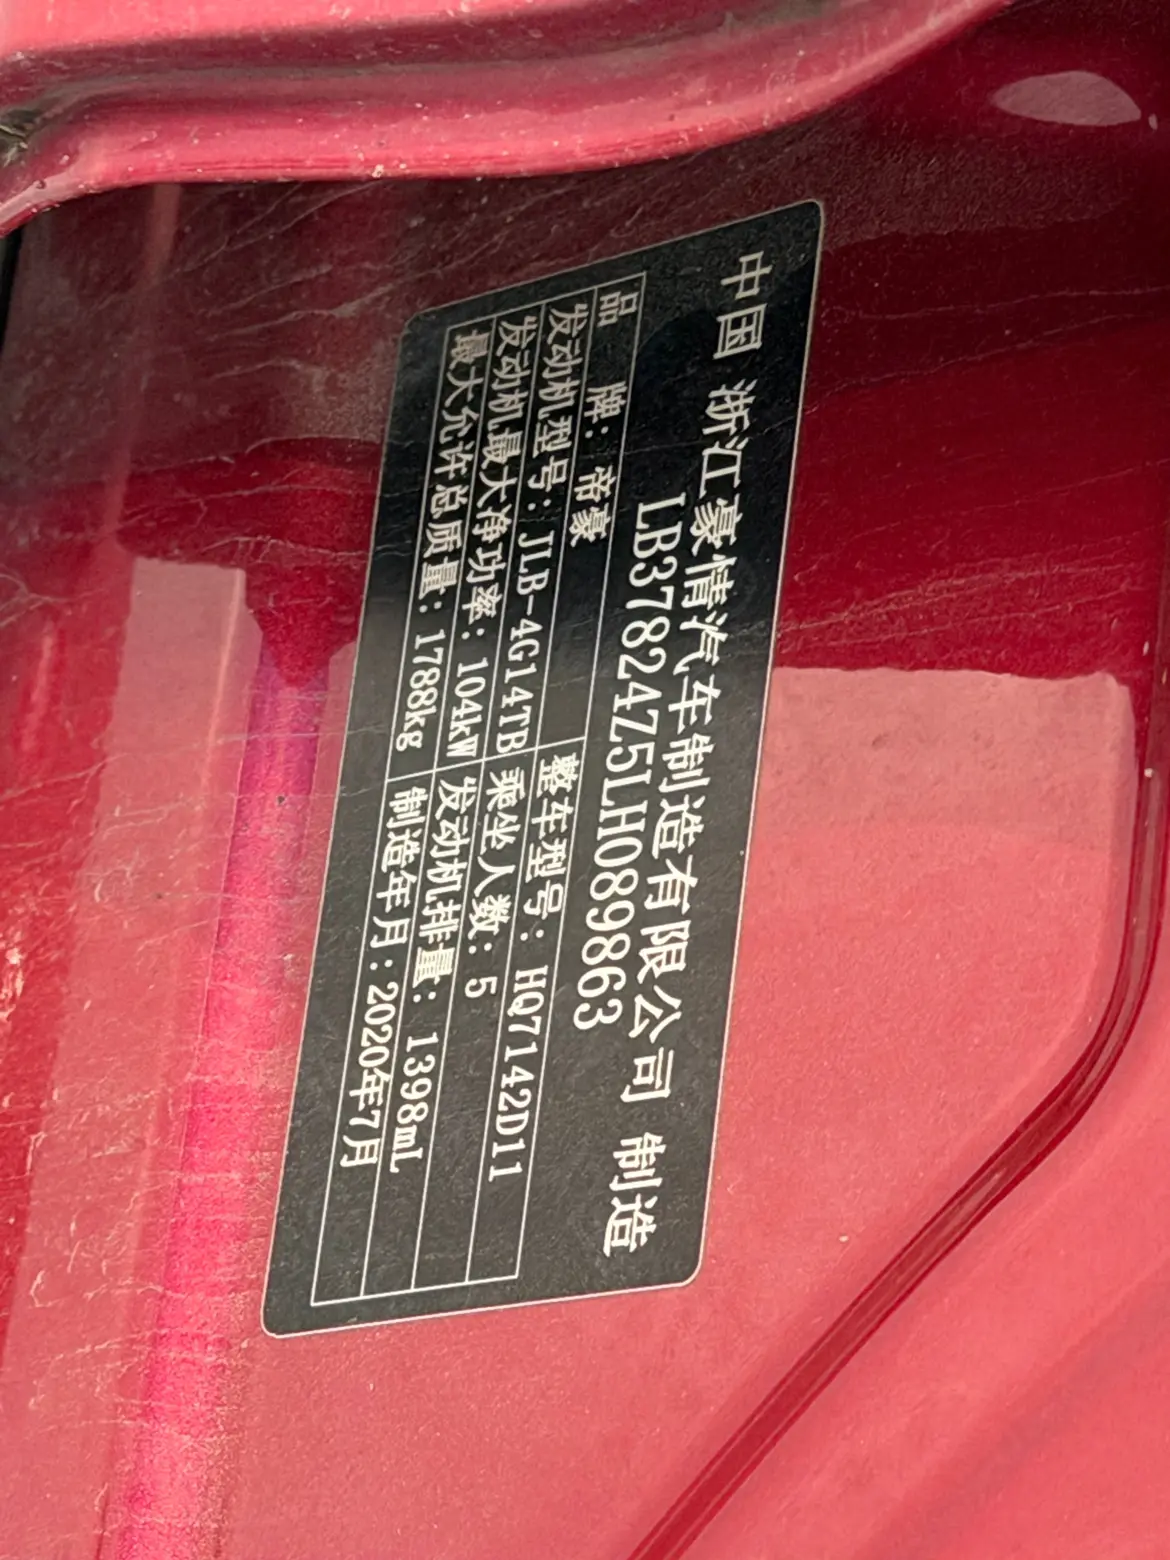 中国 浙江豪情汽车制造有限公司 制造
LB37824Z5LH089863
品 牌：帝豪
发动机型号：JLB-4G14TB 整车型号：HQ7142D11
发动机最大净功率：104kW 乘坐人数：5
最大允许总质量：1788kg 发动机排量：1398mL
制造年月：2020年7月